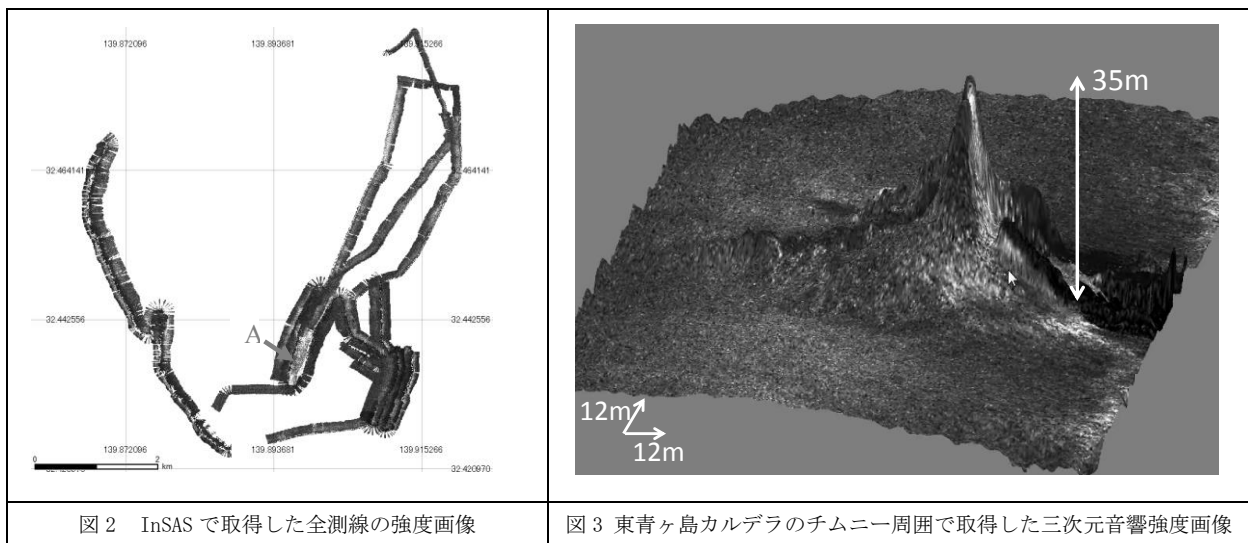 139.872096
139.893681
139.915266
32.464141
32.464141
A
32.442556
32.442556
139.872096
139.893681
139.915266
32.420970
0
2
km
35m
12m
12m
図2 InSAS で取得した全測線の強度画像
図3 東青ヶ島カルデラのチムニー周囲で取得した三次元音響強度画像